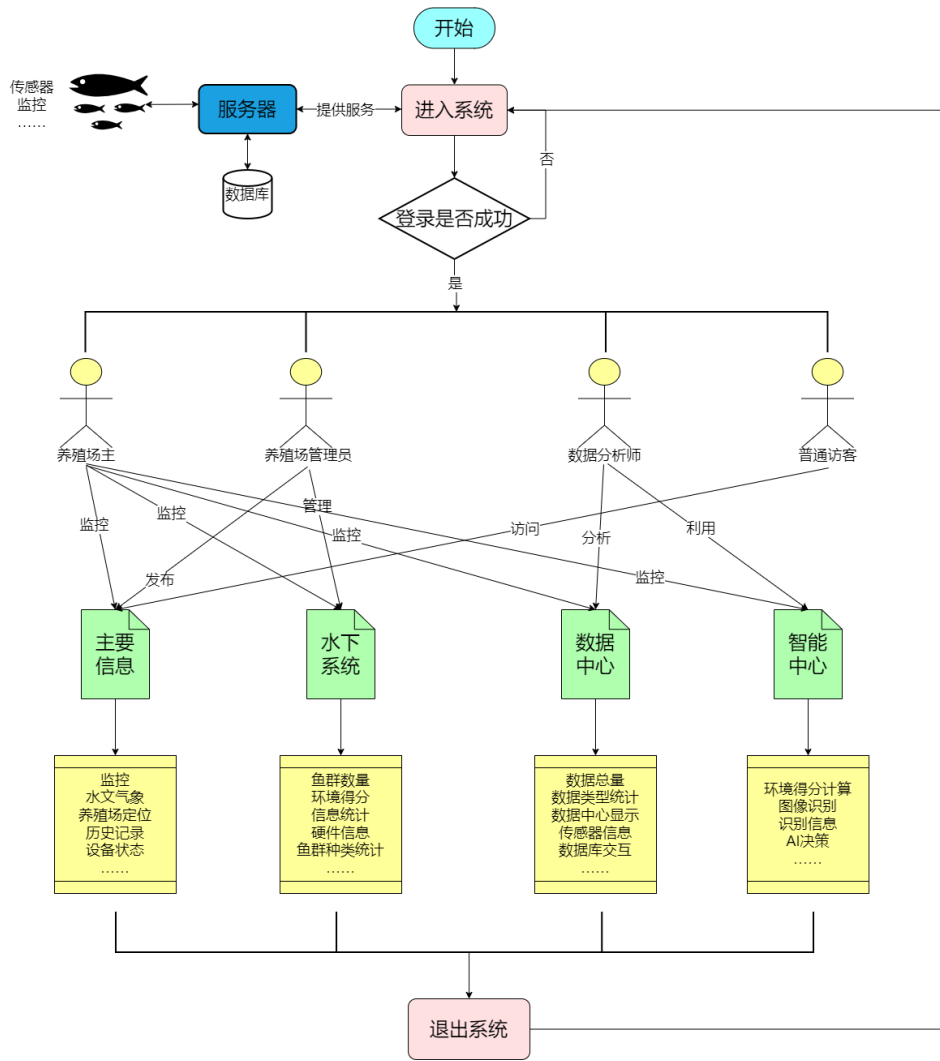 开始
传感器
监控
……
服务器
提供服务
进入系统
数据库
否
登录是否成功
是
养殖场主
养殖场管理员
数据分析师
普通访客
监控
监控
管理
监控
访问
分析
利用
发布
监控
主要
信息
水下
系统
数据
中心
智能
中心
监控
水文气象
养殖场定位
历史记录
设备状态
……
鱼群数量
环境得分
信息统计
硬件信息
鱼群种类统计
……
数据总量
数据类型统计
数据中心显示
传感器信息
数据库交互
……
环境得分计算
图像识别
识别信息
AI决策
……
退出系统